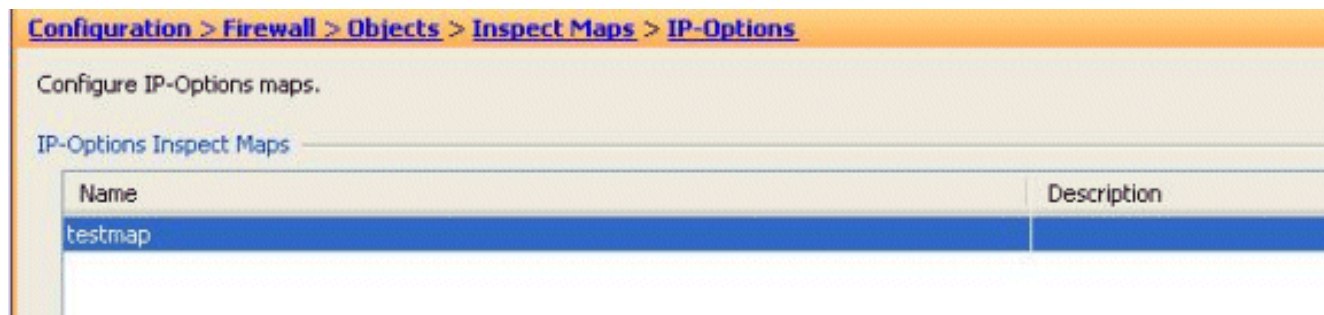 Configuration > Firewall > Objects > Inspect Maps > IP-Options
Configure IP-Options maps.
IP-Options Inspect Maps
Name Description
testmap